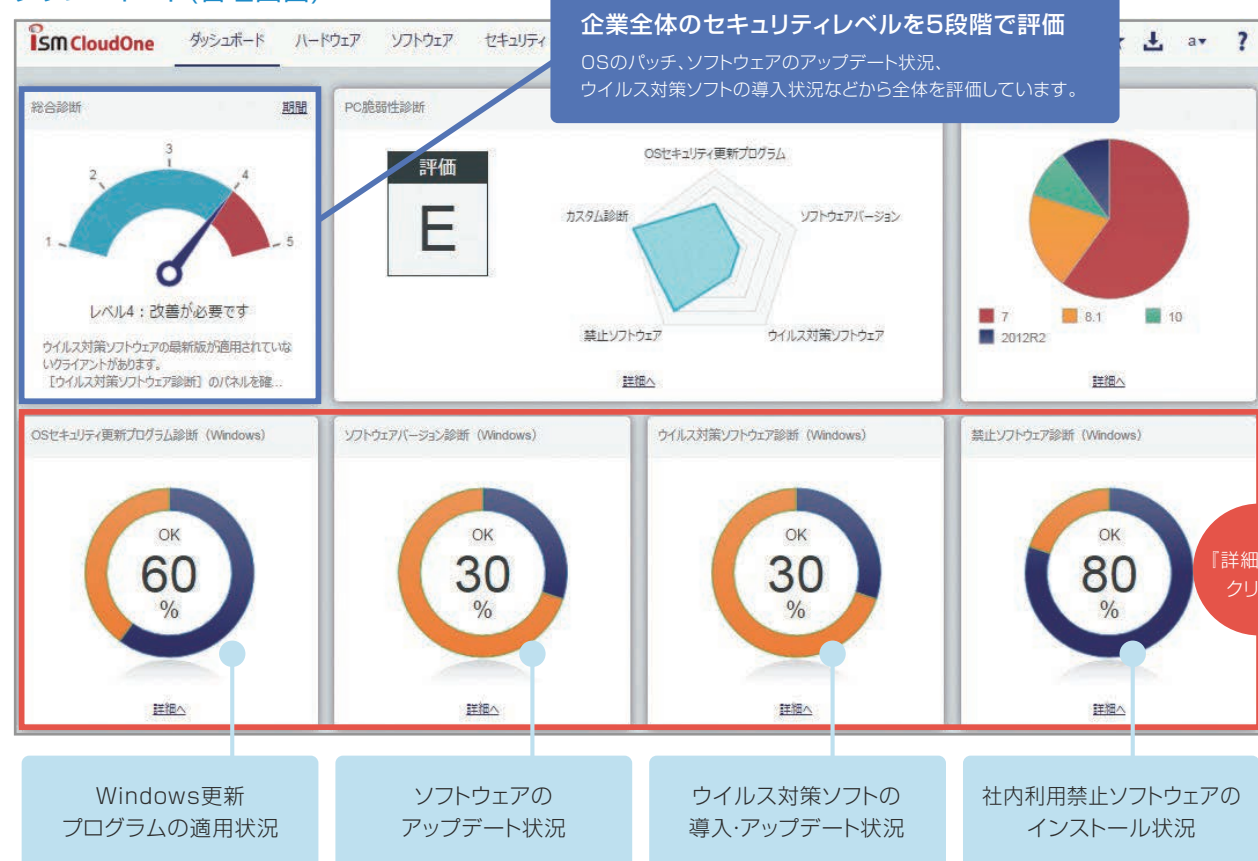 ism CloudOne
ダッシュボード
ハードウェア
ソフトウェア
セキュリティ
a
?
企業全体のセキュリティレベルを5段階で評価
OSのパッチ、ソフトウェアのアップデート状況、
ウイルス対策ソフトの導入状況などから全体を評価しています。
総合診断
期間
1
2
3
4
5
レベル4：改善が必要です
ウイルス対策ソフトウェアの最新版が適用されていな
いクライアントがあります。
［ウイルス対策ソフトウェア診断］のパネルを確...
PC脆弱性診断
評価
E
OSセキュリティ更新プログラム
カスタム診断
ソフトウェアバージョン
禁止ソフトウェア
ウイルス対策ソフトウェア
詳細へ
7
8.1
10
2012R2
詳細へ
OSセキュリティ更新プログラム診断（Windows）
OK
60
%
詳細へ
ソフトウェアバージョン診断（Windows）
OK
30
%
詳細へ
ウイルス対策ソフトウェア診断（Windows）
OK
30
%
詳細へ
禁止ソフトウェア診断（Windows）
OK
80
%
詳細へ
『詳細
クリ
Windows更新
プログラムの適用状況
ソフトウェアの
アップデート状況
ウイルス対策ソフトの
導入・アップデート状況
社内利用禁止ソフトウェアの
インストール状況